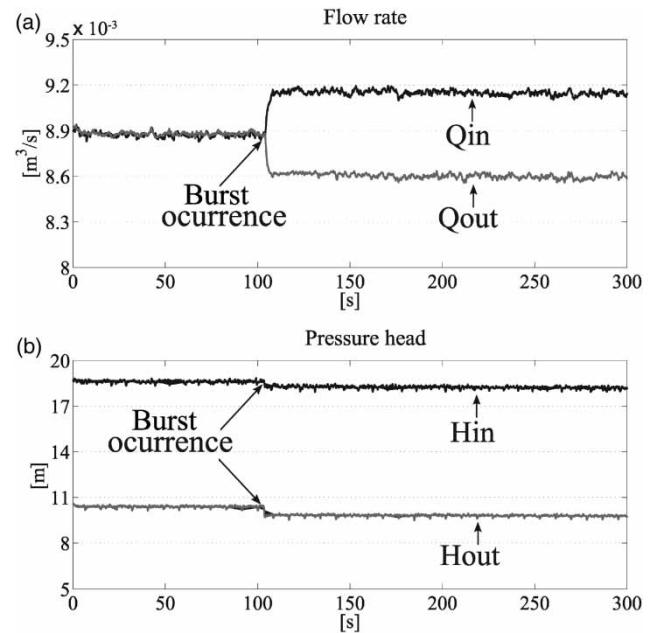 (a)
x 10⁻³
Flow rate
9.5
9.2
8.9
8.6
8.3
8
[m³/s]
Qin
Burst
ocurrence
Qout
0 50 100 150 200 250 300
[s]
(b)
Pressure head
20
17
14
11
8
5
[m]
Burst
ocurrence
Hin
Hout
0 50 100 150 200 250 300
[s]